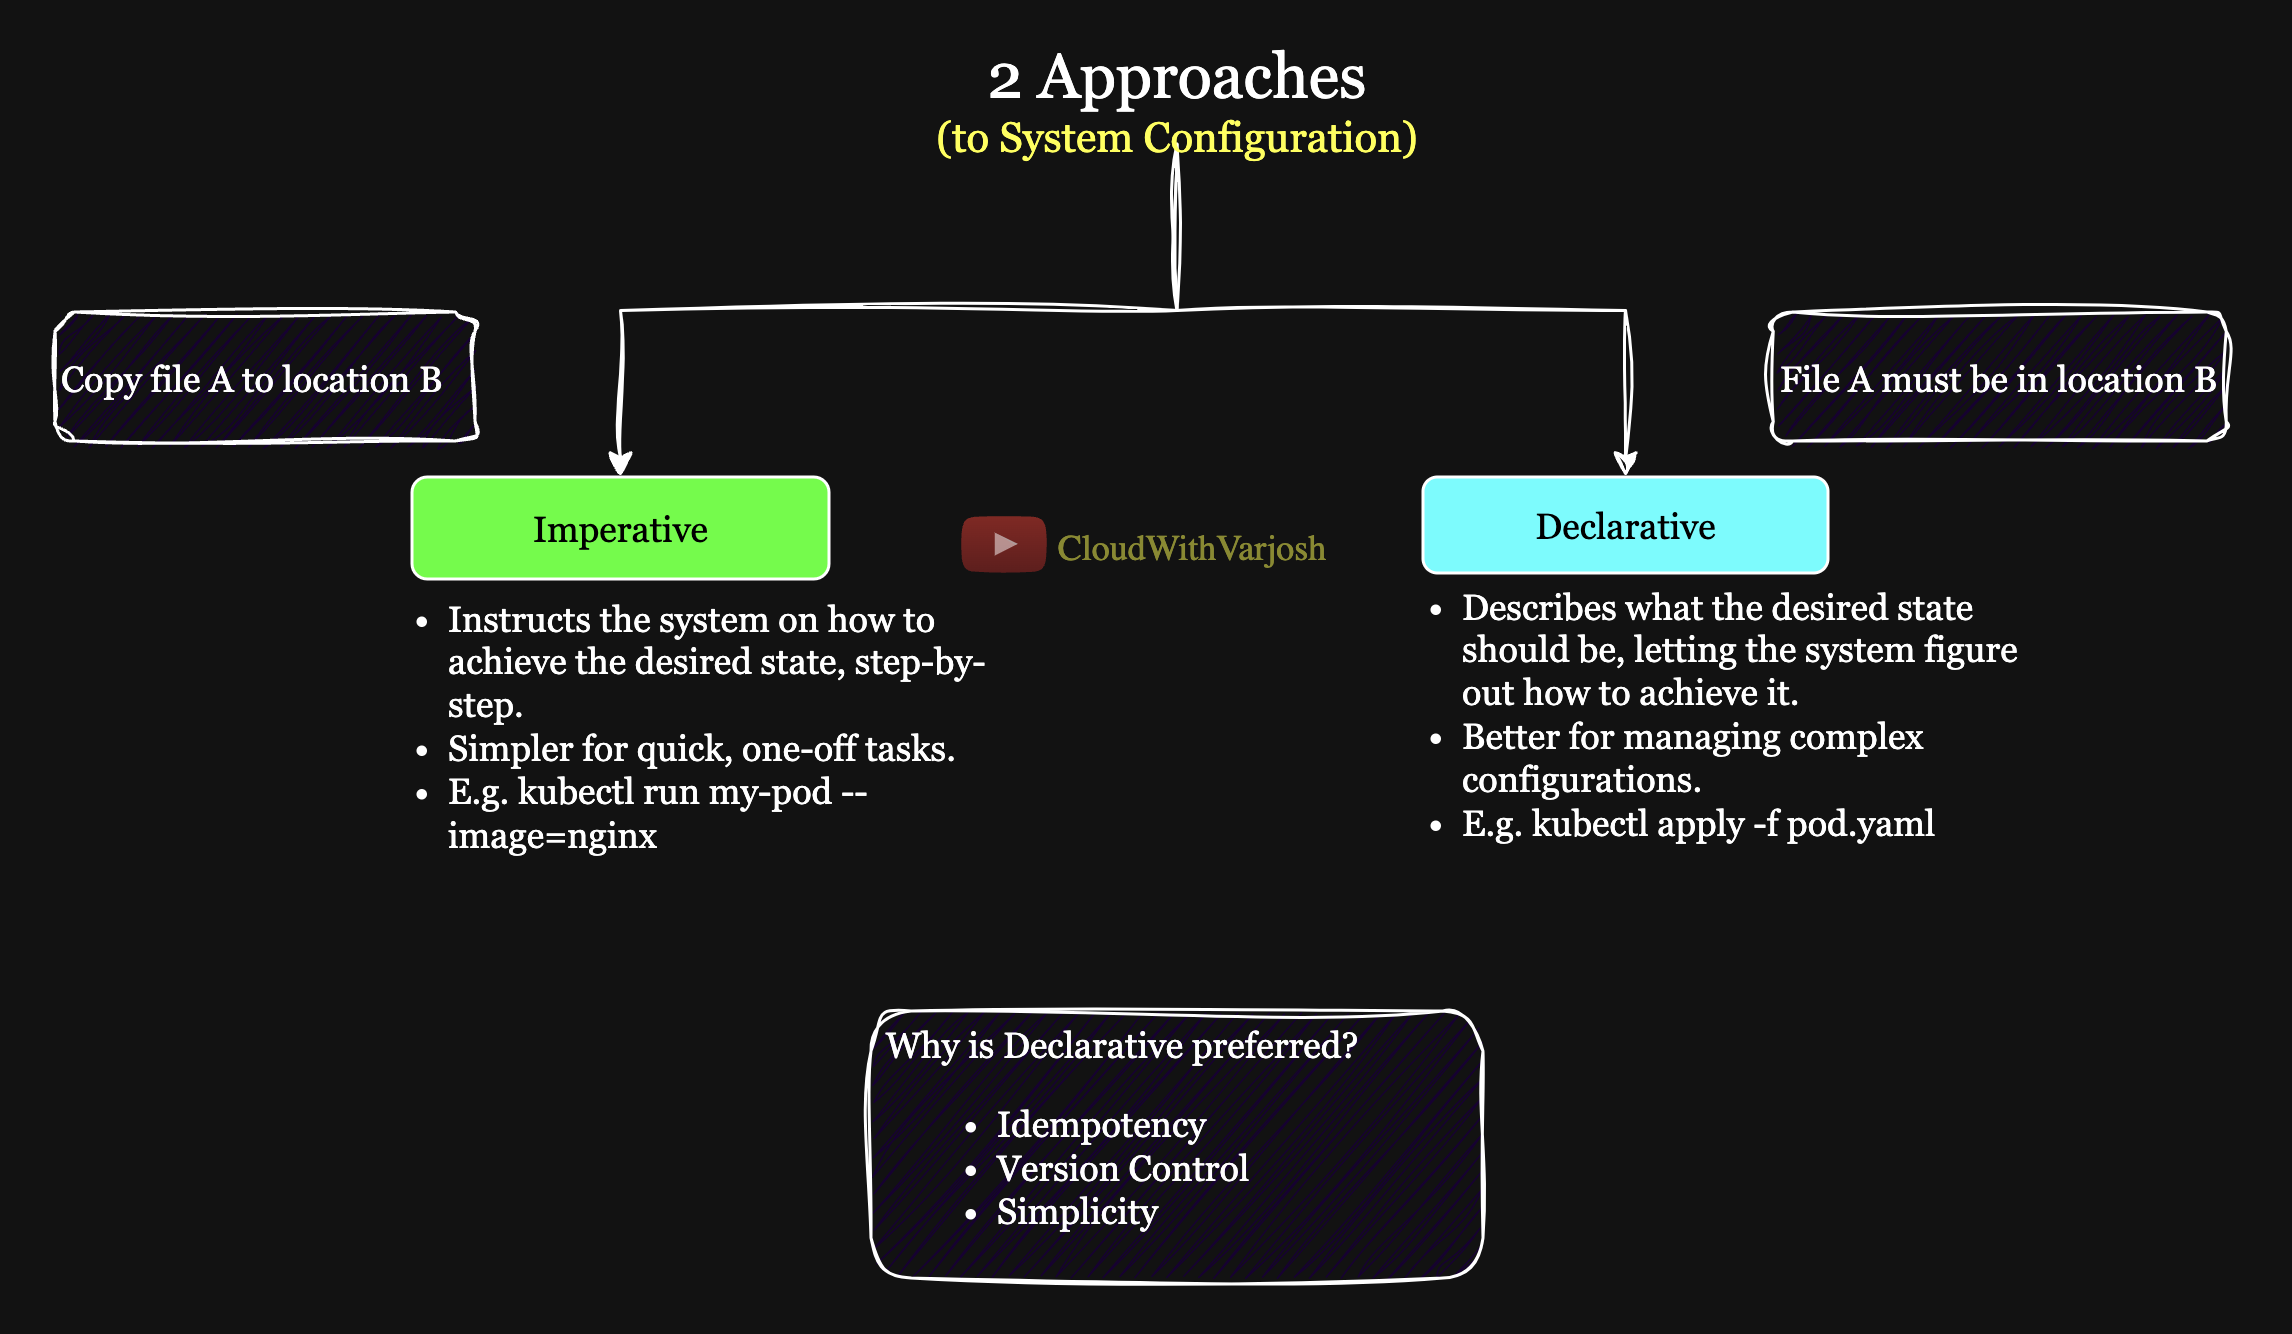 2 Approaches
(to System Configuration)
Copy file A to location B
File A must be in location B
Imperative
Declarative
CloudWithVarjosh
• Instructs the system on how to
achieve the desired state, step-by-
step.
• Simpler for quick, one-off tasks.
• E.g. kubectl run my-pod --
image=nginx
• Describes what the desired state
should be, letting the system figure
out how to achieve it.
• Better for managing complex
configurations.
• E.g. kubectl apply -f pod.yaml
Why is Declarative preferred?
• Idempotency
• Version Control
• Simplicity